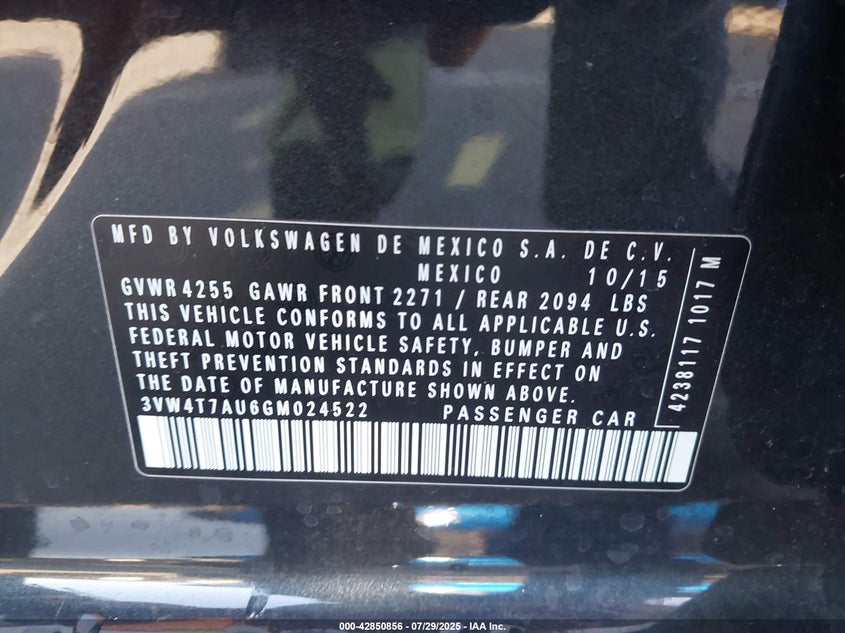 MFD BY VOLKSWAGEN DE MEXICO S.A. DE C.V.
MEXICO 10/15
GVWR 4255 GAWR FRONT 2271 / REAR 2094 LBS
THIS VEHICLE CONFORMS TO ALL APPLICABLE U.S.
FEDERAL MOTOR VEHICLE SAFETY, BUMPER AND
THEFT PREVENTION STANDARDS IN EFFECT ON
THE DATE OF MANUFACTURE SHOWN ABOVE.
3VW4T7AU6GM024522 PASSENGER CAR
4238117 1017 M
000-42850856 - 07/29/2025 - IAA Inc.